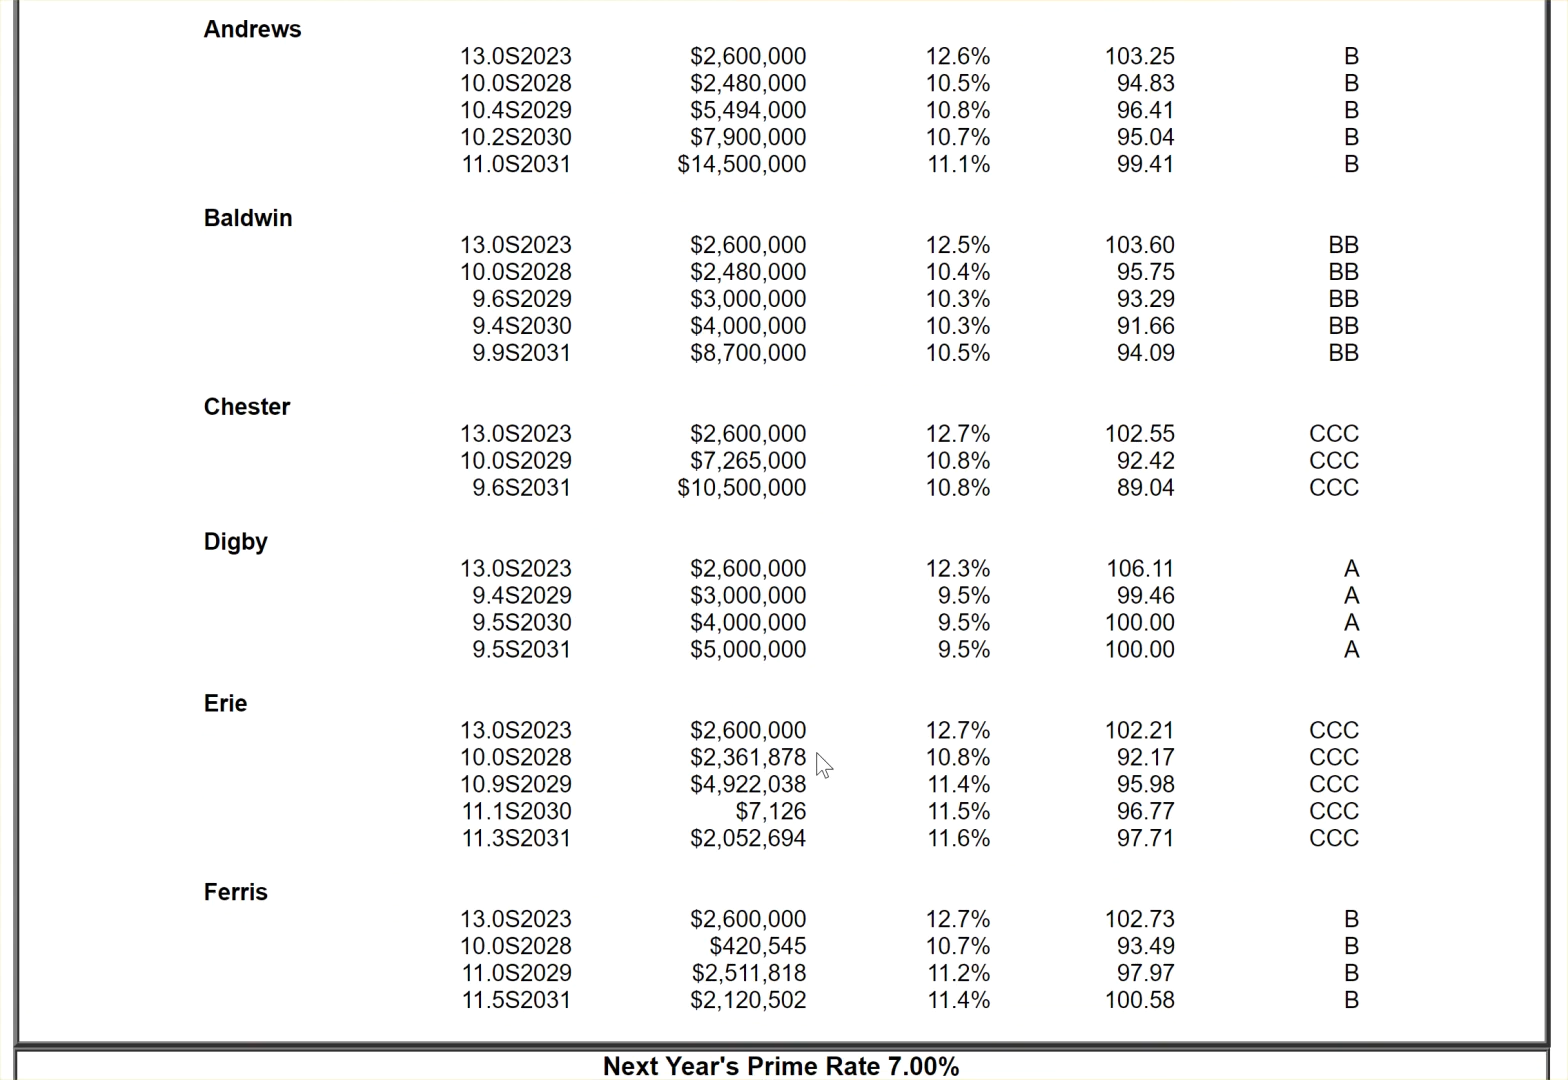 Andrews
13.0S2023 $2,600,000 12.6% 103.25 B
10.0S2028 $2,480,000 10.5% 94.83 B
10.4S2029 $5,494,000 10.8% 96.41 B
10.2S2030 $7,900,000 10.7% 95.04 B
11.0S2031 $14,500,000 11.1% 99.41 B
Baldwin
13.0S2023 $2,600,000 12.5% 103.60 BB
10.0S2028 $2,480,000 10.4% 95.75 BB
9.6S2029 $3,000,000 10.3% 93.29 BB
9.4S2030 $4,000,000 10.3% 91.66 BB
9.9S2031 $8,700,000 10.5% 94.09 BB
Chester
13.0S2023 $2,600,000 12.7% 102.55 CCC
10.0S2029 $7,265,000 10.8% 92.42 CCC
9.6S2031 $10,500,000 10.8% 89.04 CCC
Digby
13.0S2023 $2,600,000 12.3% 106.11 A
9.4S2029 $3,000,000 9.5% 99.46 A
9.5S2030 $4,000,000 9.5% 100.00 A
9.5S2031 $5,000,000 9.5% 100.00 A
Erie
13.0S2023 $2,600,000 12.7% 102.21 CCC
10.0S2028 $2,361,878 10.8% 92.17 CCC
10.9S2029 $4,922,038 11.4% 95.98 CCC
11.1S2030 $7,126 11.5% 96.77 CCC
11.3S2031 $2,052,694 11.6% 97.71 CCC
Ferris
13.0S2023 $2,600,000 12.7% 102.73 B
10.0S2028 $420,545 10.7% 93.49 B
11.0S2029 $2,511,818 11.2% 97.97 B
11.5S2031 $2,120,502 11.4% 100.58 B
Next Year's Prime Rate 7.00%